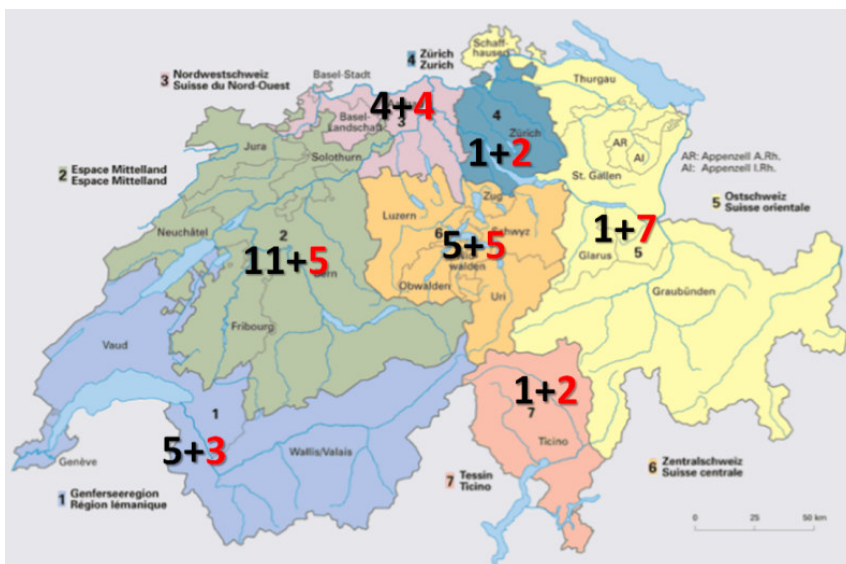 Schaff-
hausen
4 Zürich
Zurich
3 Nordwestschweiz
Suisse du Nord-Ouest
Basel-Stadt
Thurgau
4+4
3
Basel-
Landschaft
4
Zürich
1+2
AR
AI
AR: Appenzell A.Rh.
AI: Appenzell I.Rh.
Jura
Solothurn
2 Espace Mittelland
Espace Mittelland
St. Gallen
Zug
5 Ostschweiz
Suisse orientale
Luzern
Schwyz
Neuchâtel
2
6
5+5
1+7
11+5
Bern
walden
Glarus
5
Obwalden
Uri
Graubünden
Fribourg
Vaud
1
1+2
7
5+3
Wallis/Valais
Ticino
Genève
6 Zentralschweiz
Suisse centrale
7 Tessin
Ticino
1 Genferseeregion
Région lémanique
0 25 50 km